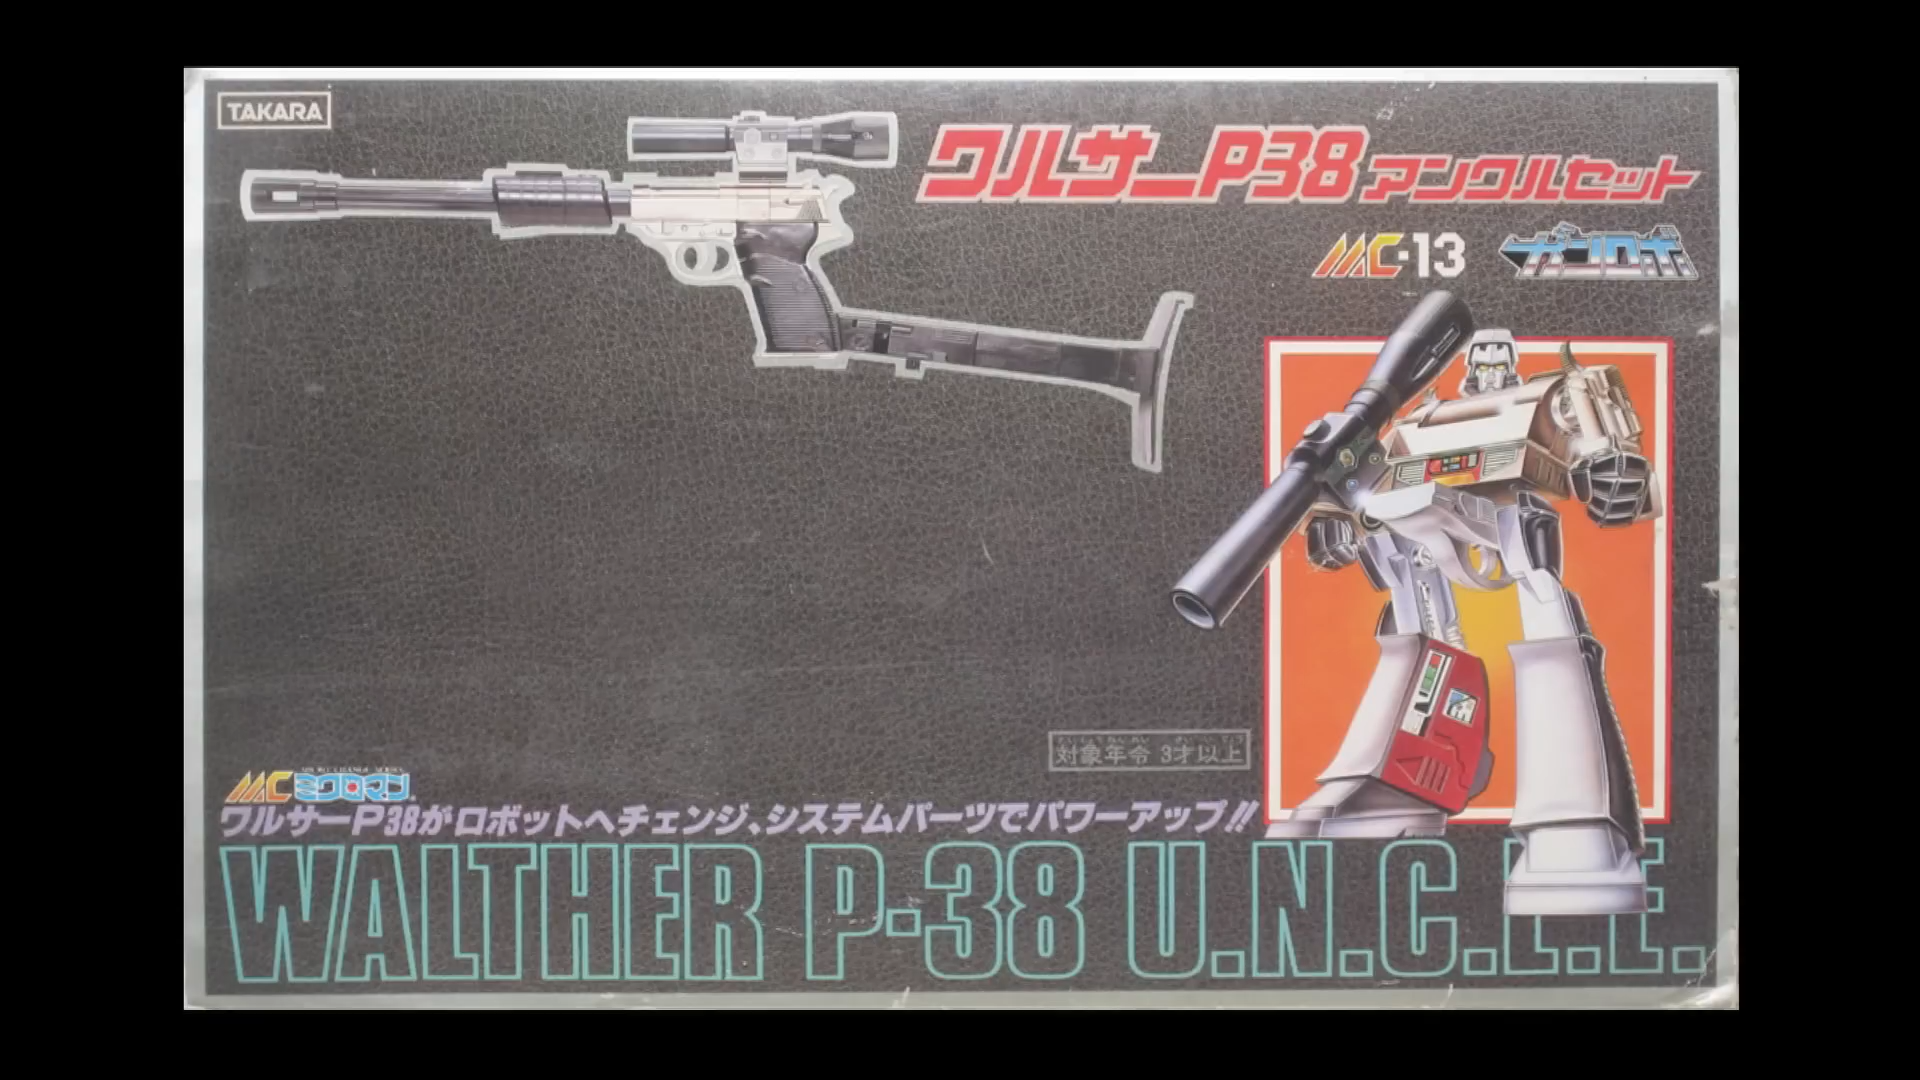 TAKARA
ワルサーP38アンクルセット
MC-13 ガンロボ
対象年令 3才以上
MCミクロマン
ワルサーP38がロボットへチェンジ、システムパーツでパワーアップ!!
WALTHER P-38 U.N.C.L.E.